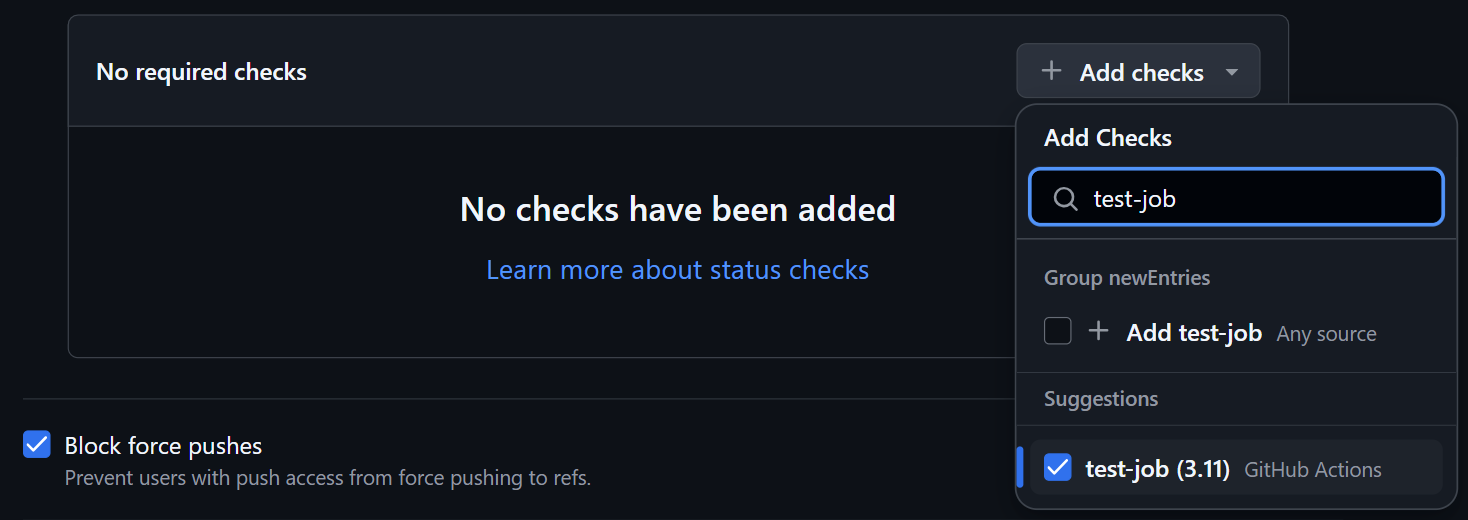 No required checks
Add checks
No checks have been added
Learn more about status checks
Block force pushes
Prevent users with push access from force pushing to refs.
Add Checks
test-job
Group newEntries
Add test-job Any source
Suggestions
test-job (3.11) GitHub Actions